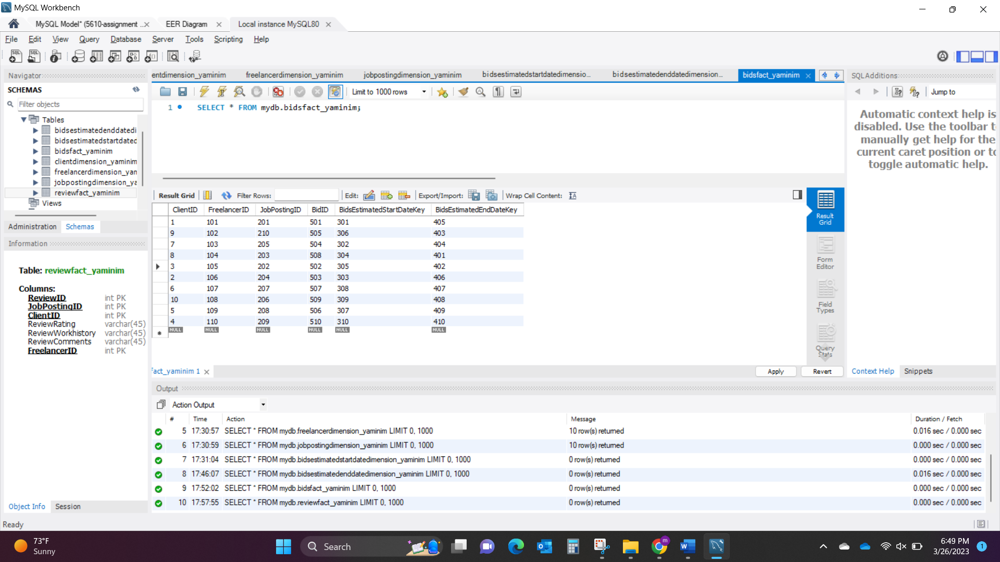 MySQL Workbench
MySQL Model* (5610-assignment ... × EER Diagram × Local instance MySQL80 ×
File Edit View Query Database Server Tools Scripting Help
Navigator
SCHEMAS
Filter objects
Tables
bidsestimatedenddatedi
bidsestimatedstartdatec
bidsfact_yaminim
clientdimension_yaminim
freelancerdimension_yan
jobpostingdimension_ya
reviewfact_yaminim
Views
Administration Schemas
Information
Table: reviewfact_yaminim
Columns:
ReviewID int PK
JobPostingID int PK
ClientID int PK
ReviewRating varchar(45)
ReviewWorkhistory varchar(45)
ReviewComments varchar(45)
FreelancerID int PK
Object Info Session
Ready
entdimension_yaminim freelancerdimension_yaminim jobpostingdimension_yaminim bidsestimatedstartdatedimensio... bidsestimatedenddatedimension... bidsfact_yaminim ×
Limit to 1000 rows
1 SELECT * FROM mydb.bidsfact_yaminim;
Result Grid Filter Rows: Edit: Export/Import: Wrap Cell Content:
ClientID FreelancerID JobPostingID BidID BidsEstimatedStartDateKey BidsEstimatedEndDateKey
1 101 201 501 301 405
9 102 210 505 306 403
7 103 205 504 302 404
8 104 203 508 304 401
3 105 202 502 305 402
2 106 204 503 303 406
6 107 207 507 308 407
10 108 206 509 309 408
5 109 208 506 307 409
4 110 209 510 310 410
NULL NULL NULL NULL NULL NULL
Result
Grid
Form
Editor
Field
Types
Query
Stats
fact_yaminim 1 × Apply Revert
SQLAdditions
Jump to
Automatic context help is
disabled. Use the toolbar t
manually get help for the
current caret position or to
toggle automatic help.
Context Help Snippets
Output
Action Output
# Time Action Message Duration / Fetch
5 17:30:57 SELECT * FROM mydb.freelancerdimension_yaminim LIMIT 0, 1000 10 row(s) returned 0.016 sec / 0.000 sec
6 17:30:59 SELECT * FROM mydb.jobpostingdimension_yaminim LIMIT 0, 1000 10 row(s) returned 0.000 sec / 0.000 sec
7 17:31:04 SELECT * FROM mydb.bidsestimatedstartdatedimension_yaminim LIMIT 0, 1000 0 row(s) returned 0.000 sec / 0.000 sec
8 17:46:07 SELECT * FROM mydb.bidsestimatedenddatedimension_yaminim LIMIT 0, 1000 0 row(s) returned 0.016 sec / 0.000 sec
9 17:52:02 SELECT * FROM mydb.bidsfact_yaminim LIMIT 0, 1000 0 row(s) returned 0.000 sec / 0.000 sec
10 17:57:55 SELECT * FROM mydb.reviewfact_yaminim LIMIT 0, 1000 0 row(s) returned 0.000 sec / 0.000 sec
73°F
Sunny
Search
6:49 PM
3/26/2023
1